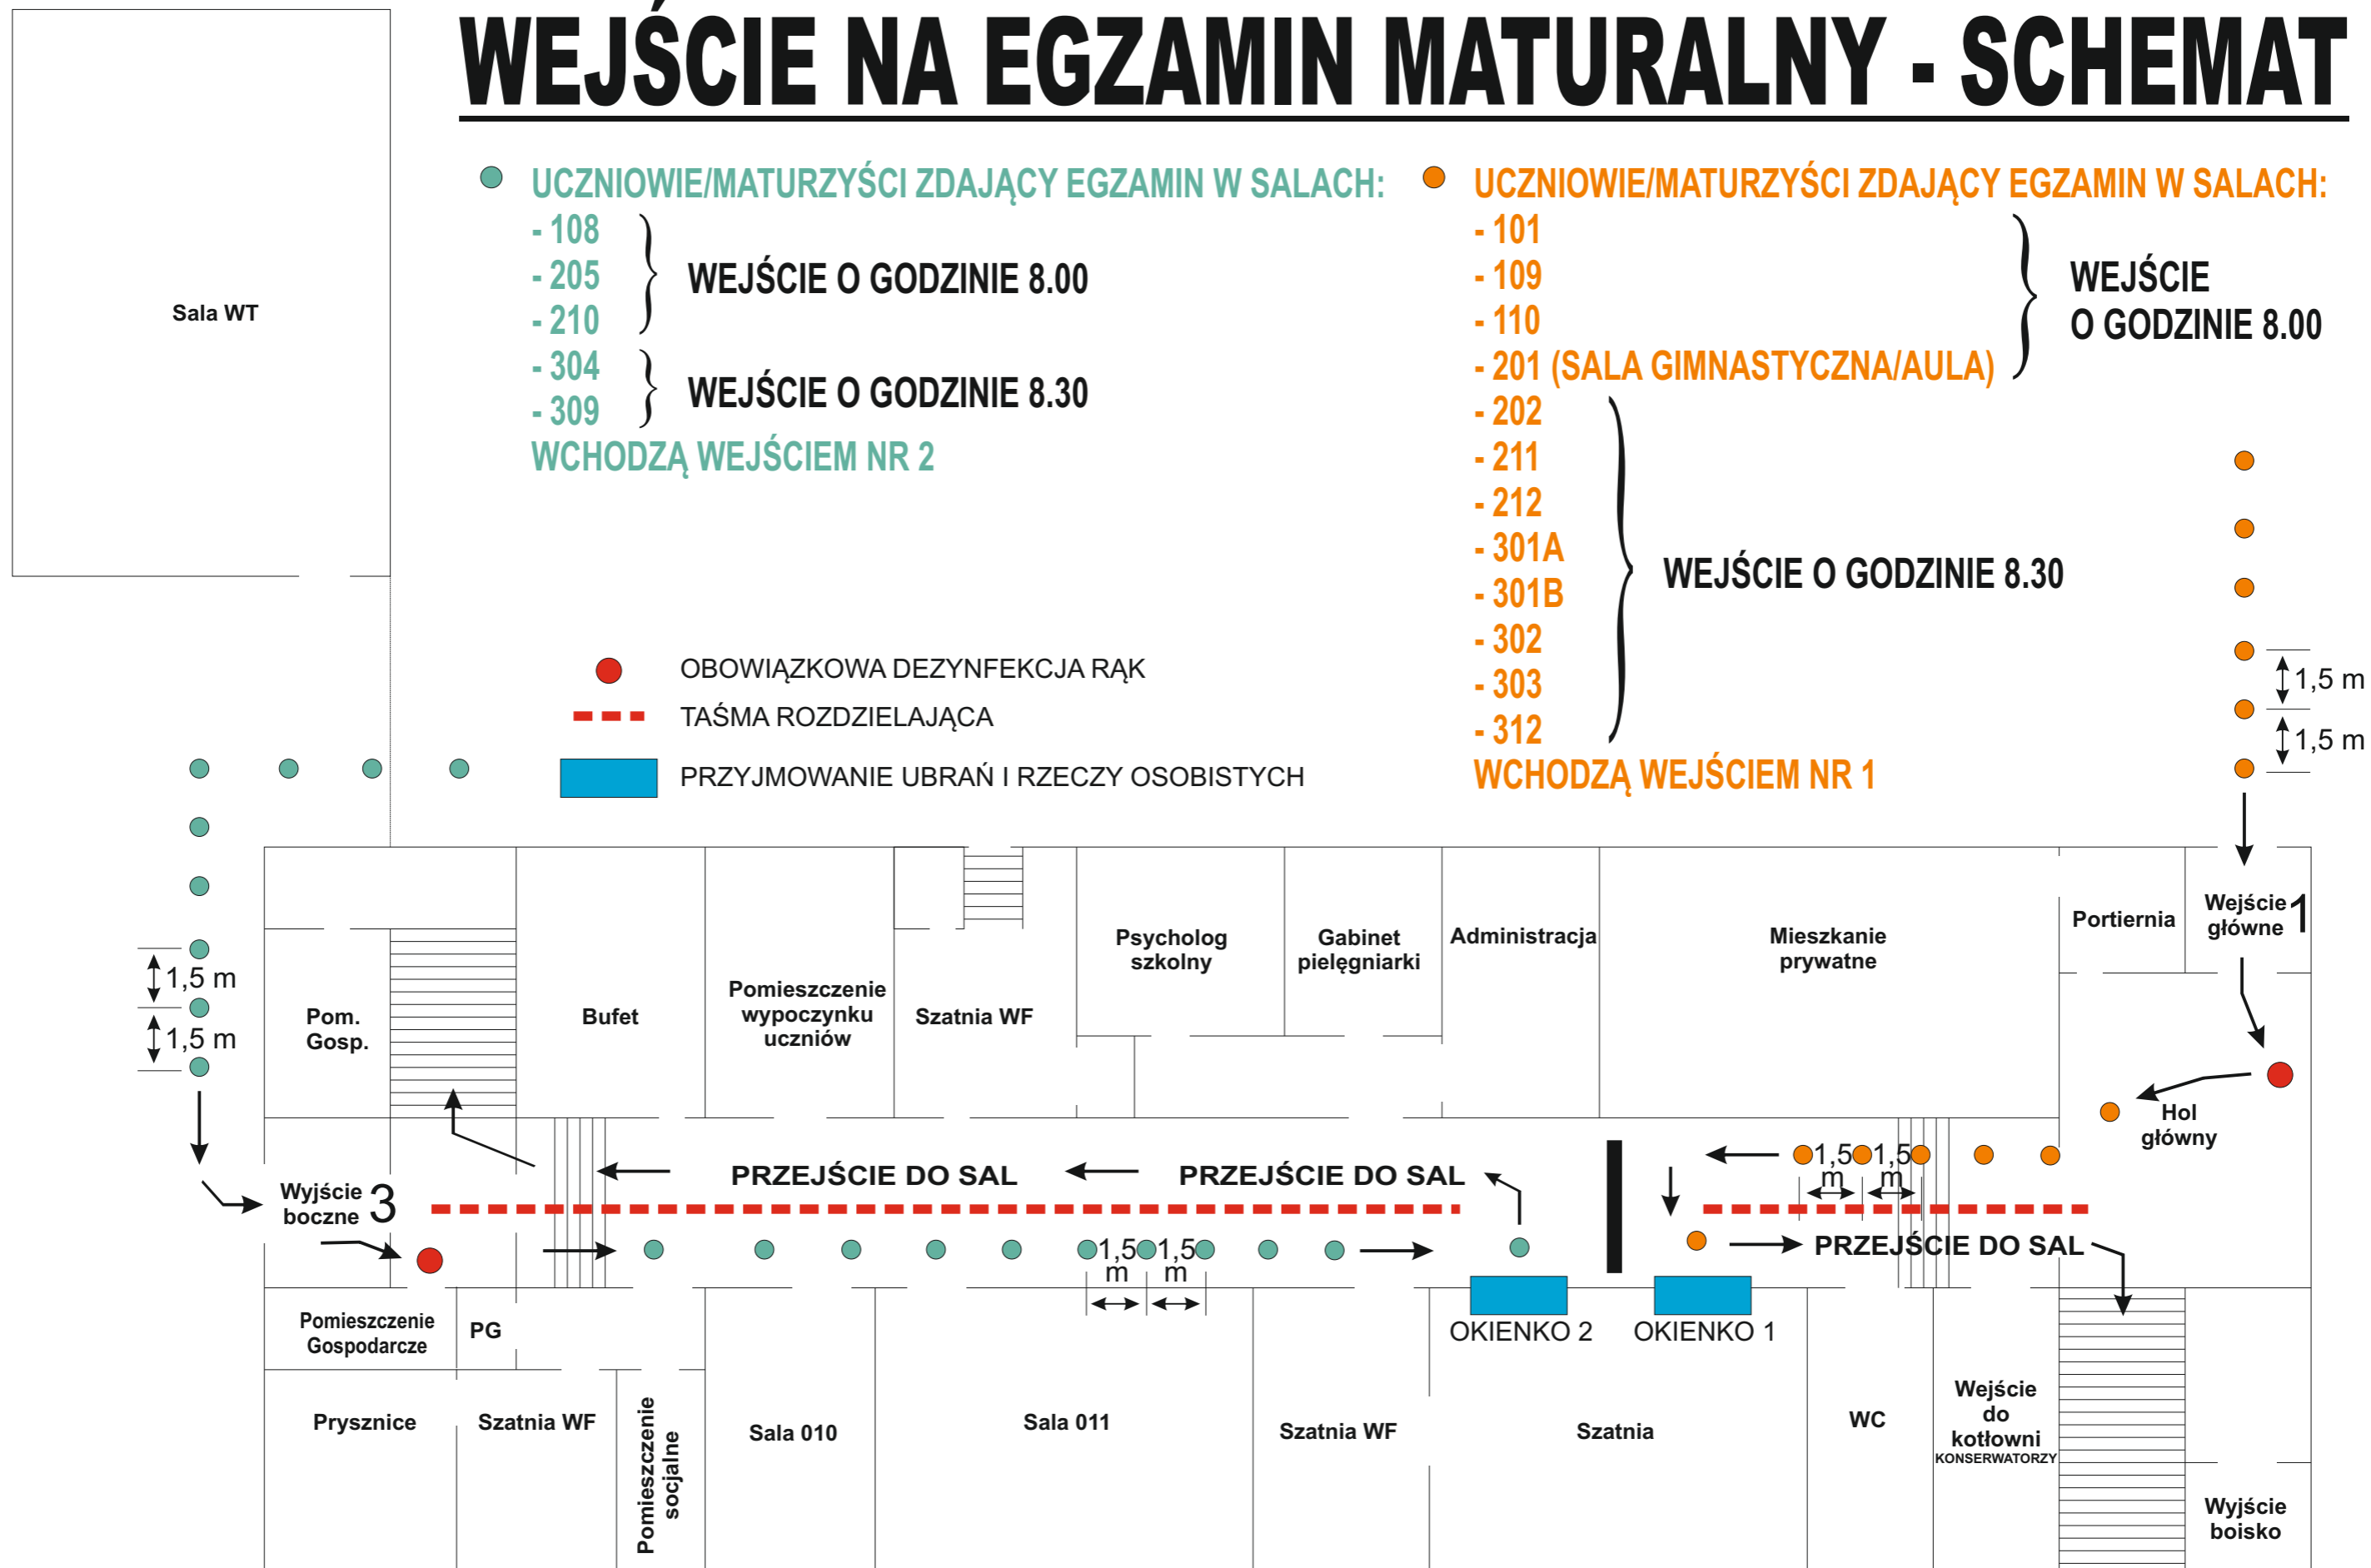 WEJŚCIE NA EGZAMIN MATURALNY - SCHEMAT
UCZNIOWIE/MATURZYŚCI ZDAJĄCY EGZAMIN W SALACH:
- 108
- 205
- 210
WEJŚCIE O GODZINIE 8.00
- 304
- 309
WEJŚCIE O GODZINIE 8.30
WCHODZĄ WEJŚCIEM NR 2
UCZNIOWIE/MATURZYŚCI ZDAJĄCY EGZAMIN W SALACH:
- 101
- 109
- 110
- 201 (SALA GIMNASTYCZNA/AULA)
WEJŚCIE
O GODZINIE 8.00
- 202
- 211
- 212
- 301A
- 301B
- 302
- 303
- 312
WEJŚCIE O GODZINIE 8.30
WCHODZĄ WEJŚCIEM NR 1
Sala WT
OBOWIĄZKOWA DEZYNFEKCJA RĄK
TAŚMA ROZDZIELAJĄCA
PRZYJMOWANIE UBRAŃ I RZECZY OSOBISTYCH
1,5 m
1,5 m
1,5 m
1,5 m
Pom.
Gosp.
Bufet
Pomieszczenie
wypoczynku
uczniów
Szatnia WF
Psycholog
szkolny
Gabinet
pielęgniarki
Administracja
Mieszkanie
prywatne
Portiernia
Wejście
główne
1
Hol
główny
Wyjście
boczne
3
PRZEJŚCIE DO SAL
PRZEJŚCIE DO SAL
1,5
m
1,5
m
PRZEJŚCIE DO SAL
1,5
m
1,5
m
OKIENKO 2
OKIENKO 1
Pomieszczenie
Gospodarcze
PG
Prysznice
Szatnia WF
Pomieszczenie
socjalne
Sala 010
Sala 011
Szatnia WF
Szatnia
WC
Wejście
do
kotłowni
KONSERWATORZY
Wyjście
boisko